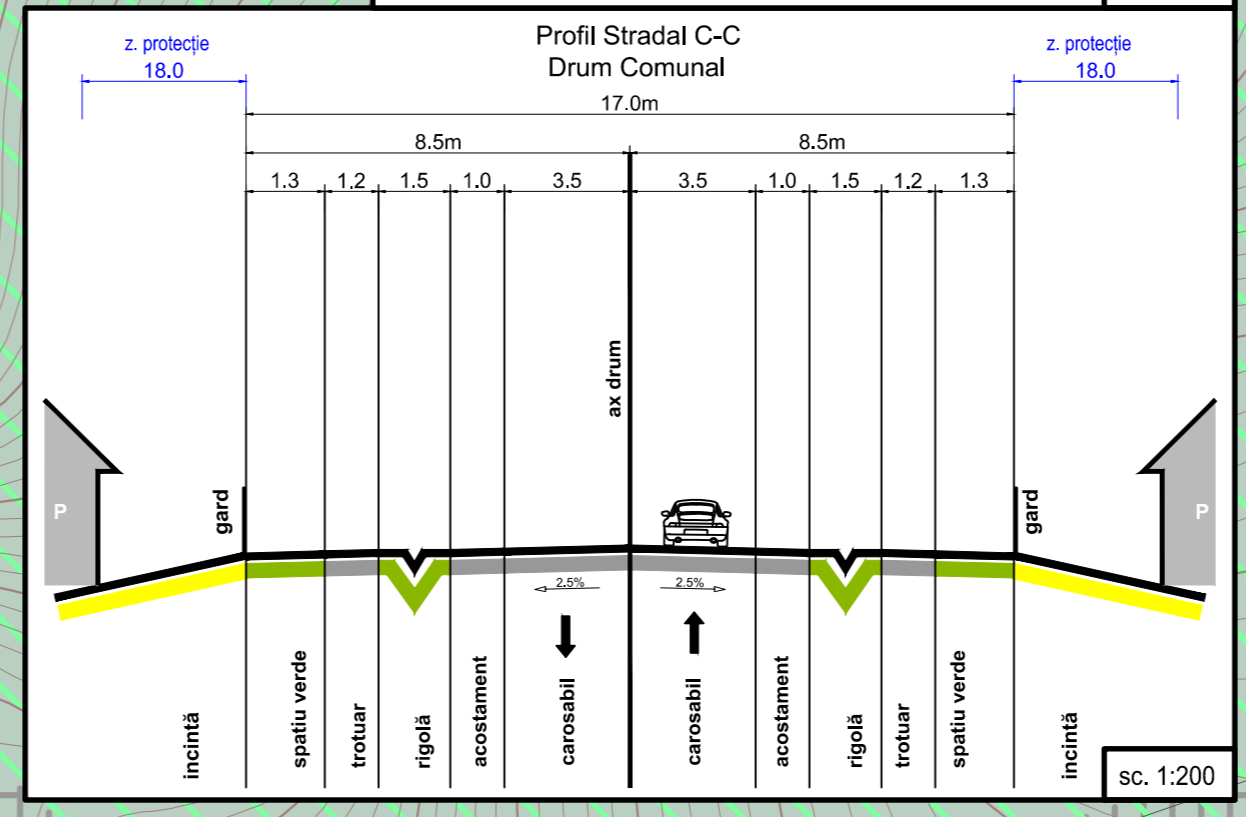 Profil Stradal C-C
Drum Comunal
z. protecție
18.0
z. protecție
18.0
17.0m
8.5m 8.5m
1.3 1.2 1.5 1.0 3.5 3.5 1.0 1.5 1.2 1.3
ax drum
gard
gard
P
P
2.5% 2.5%
incintă
spatiu verde
trotuar
rigolă
acostament
carosabil
carosabil
acostament
rigolă
trotuar
spatiu verde
incintă
sc. 1:200